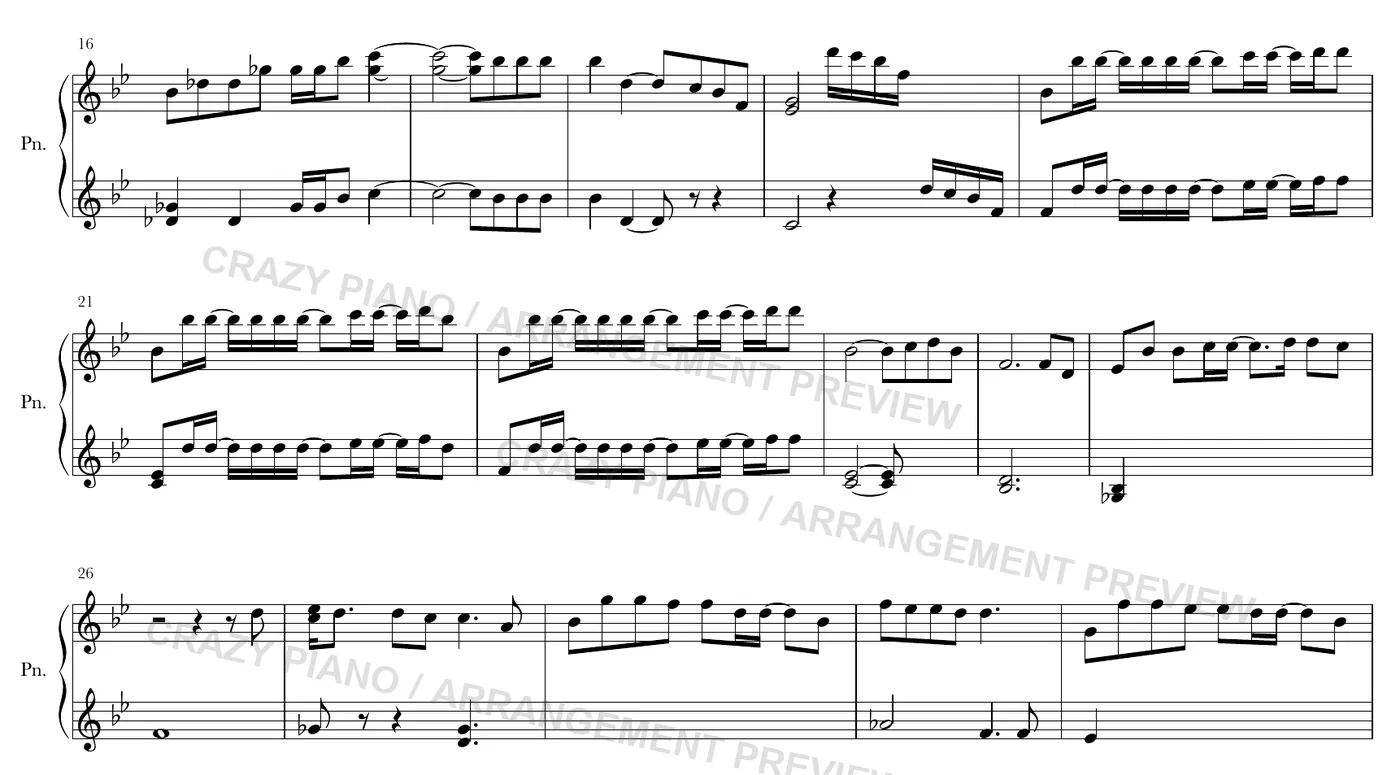 16
Pn.
CRAZY PIANO / ARRANGEMENT PREVIEW
21
Pn.
CRAZY PIANO / ARRANGEMENT PREVIEW
26
CRAZY PIANO / ARRANGEMENT PREVIEW
Pn.